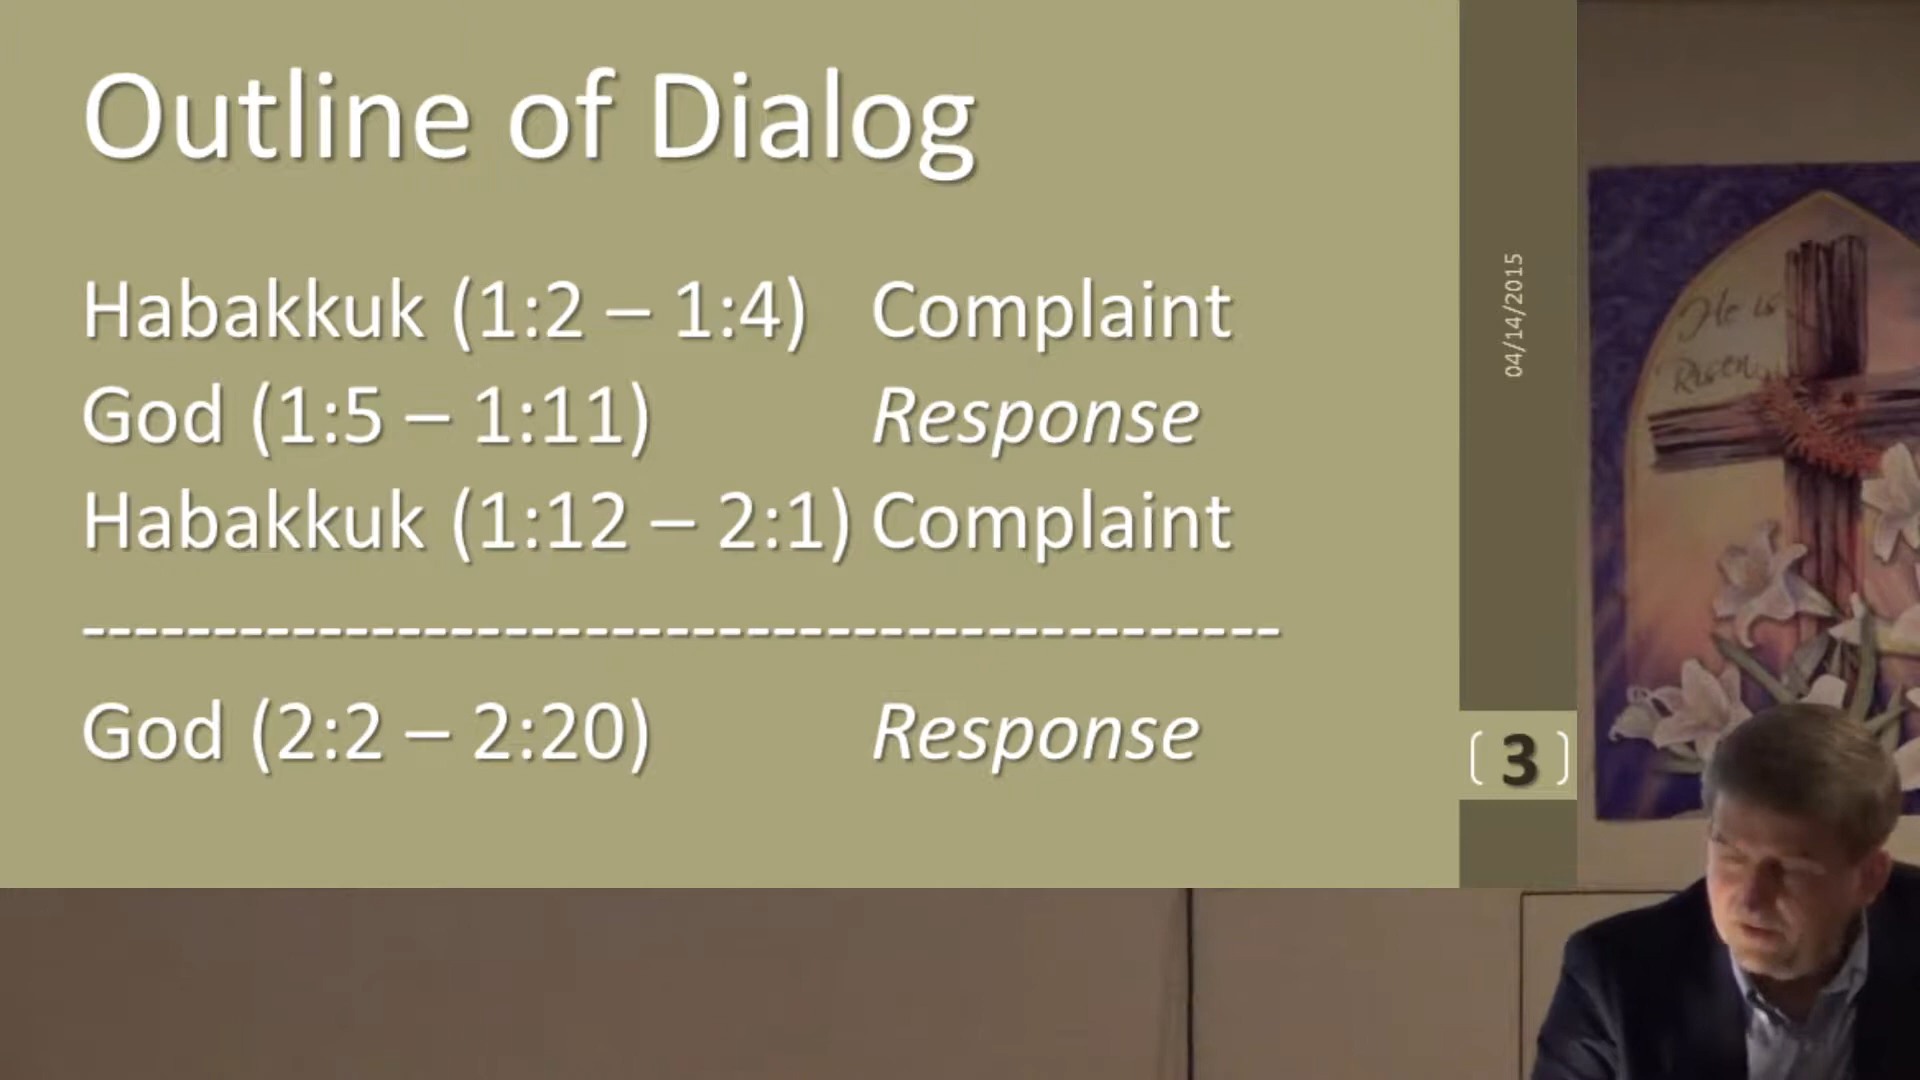 Outline of Dialog
Habakkuk (1:2 – 1:4) Complaint
God (1:5 – 1:11) Response
Habakkuk (1:12 – 2:1) Complaint
----------------------------------------------
God (2:2 – 2:20) Response
04/14/2015
3
He is
Risen...